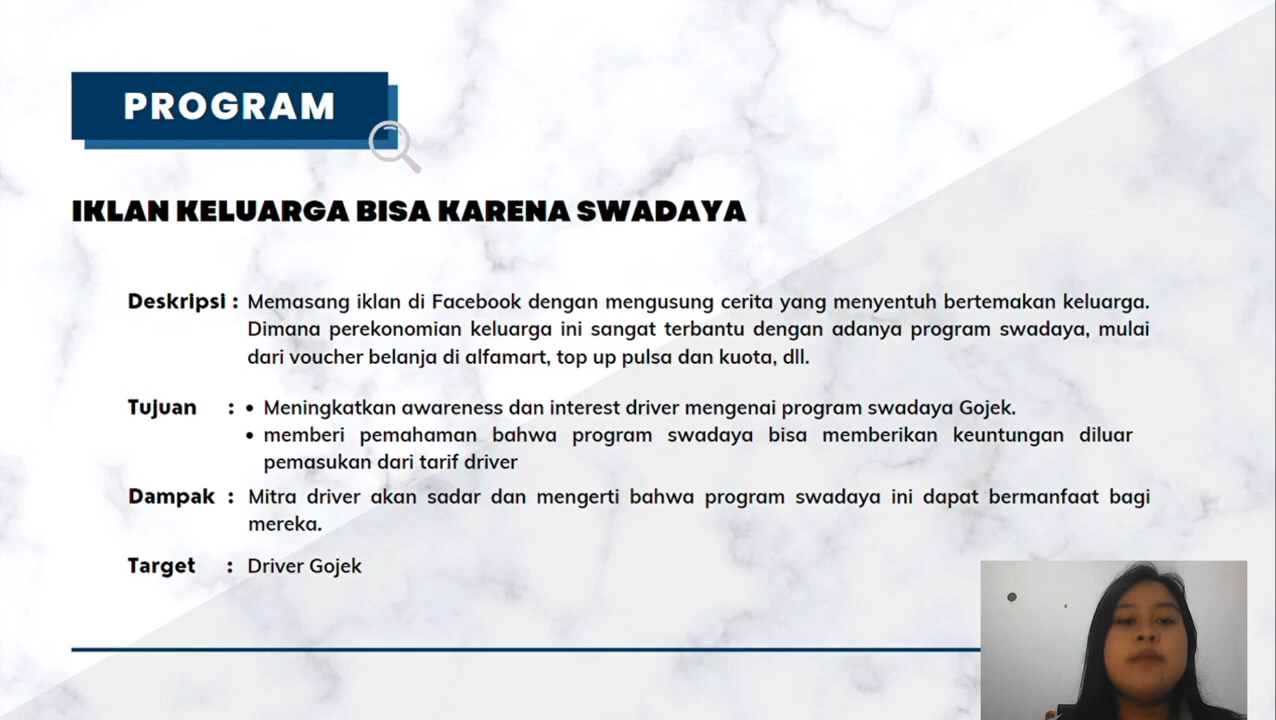 PROGRAM
IKLAN KELUARGA BISA KARENA SWADAYA
Deskripsi : Memasang iklan di Facebook dengan mengusung cerita yang menyentuh bertemakan keluarga.
Dimana perekonomian keluarga ini sangat terbantu dengan adanya program swadaya, mulai
dari voucher belanja di alfamart, top up pulsa dan kuota, dll.
Tujuan : • Meningkatkan awareness dan interest driver mengenai program swadaya Gojek.
• memberi pemahaman bahwa program swadaya bisa memberikan keuntungan diluar
pemasukan dari tarif driver
Dampak : Mitra driver akan sadar dan mengerti bahwa program swadaya ini dapat bermanfaat bagi
mereka.
Target : Driver Gojek